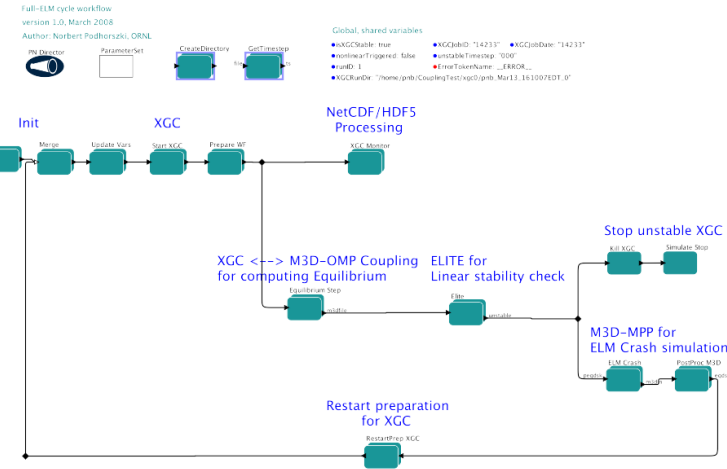 Full-ELM cycle workflow
version 1.0, March 2008
Author: Norbert Podhorszki, ORNL
PN Director
ParameterSet
CreateDirectory
GetTimestep
file
ts
Global, shared variables
isXGCStable: true
XGCJobID: "14233"
XGCJobDate: "14233"
nonlinearTriggered: false
unstableTimestep: "000"
runID: 1
ErrorTokenName: __ERROR__
XGCRunDir: "/home/pnb/CouplingTest/xgc0/pnb_Mar13_161007EDT_0"
Init
XGC
NetCDF/HDF5
Processing
Merge
Update Vars
Start XGC
Prepare WF
XGC Monitor
XGC <--> M3D-OMP Coupling
for computing Equilibrium
ELITE for
Linear stability check
Stop unstable XGC
Kill XGC
Simulate Stop
Equilibrium Step
Elite
unstable
M3D-MPP for
ELM Crash simulation
ELM Crash
PostProc M3D
Restart preparation
for XGC
RestartPrep XGC